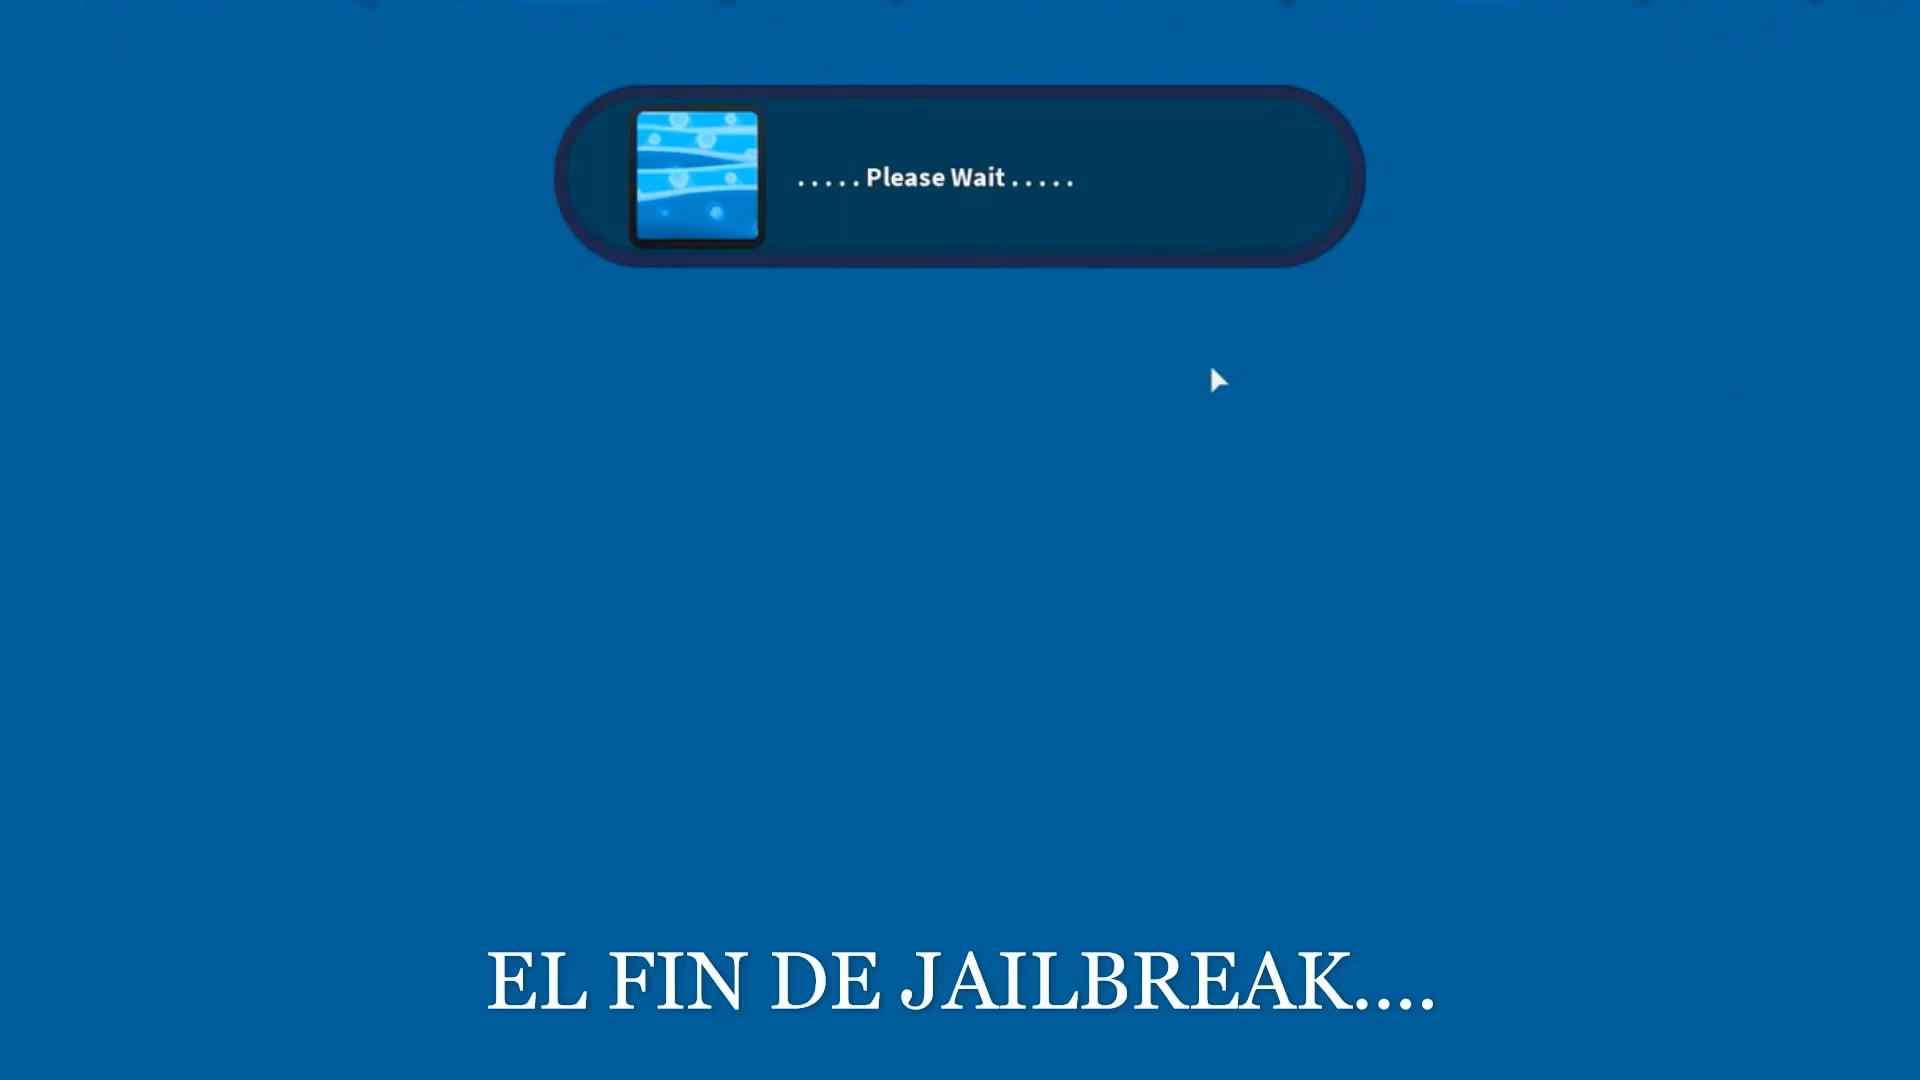 . . . . . Please Wait . . . . .
EL FIN DE JAILBREAK....